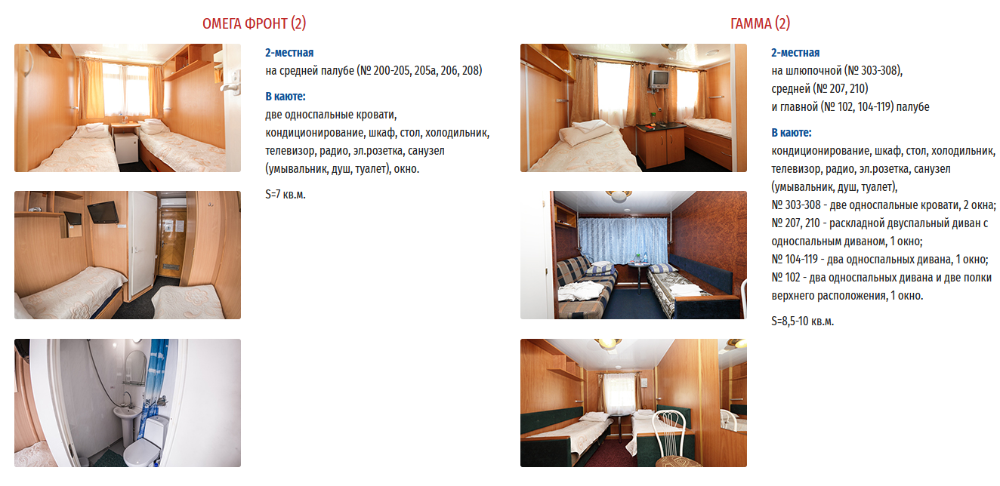 ОМЕГА ФРОНТ (2)
2-местная
на средней палубе (№ 200-205, 205а, 206, 208)
В каюте:
две односпальные кровати,
кондиционирование, шкаф, стол, холодильник,
телевизор, радио, эл.розетка, санузел
(умывальник, душ, туалет), окно.
S=7 кв.м.
ГАММА (2)
2-местная
на шлюпочной (№ 303-308),
средней (№ 207, 210)
и главной (№ 102, 104-119) палубе
В каюте:
кондиционирование, шкаф, стол, холодильник,
телевизор, радио, эл.розетка, санузел
(умывальник, душ, туалет),
№ 303-308 - две односпальные кровати, 2 окна;
№ 207, 210 - раскладной двуспальный диван с
односпальным диваном, 1 окно;
№ 104-119 - два односпальных дивана, 1 окно;
№ 102 - два односпальных дивана и две полки
верхнего расположения, 1 окно.
S=8,5-10 кв.м.